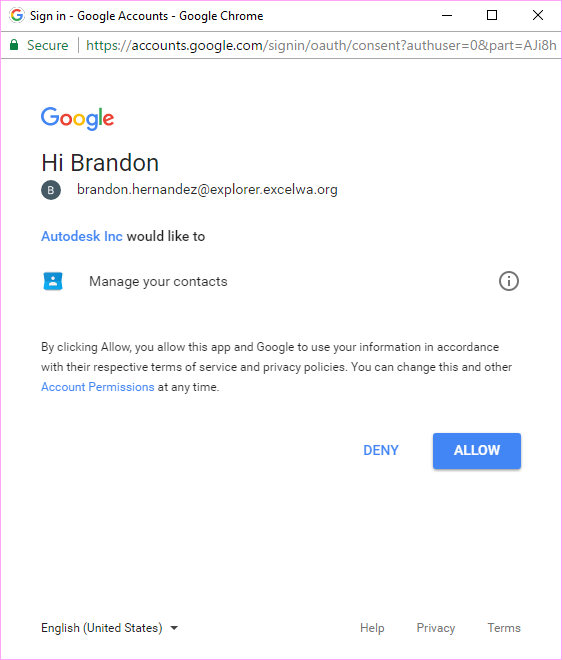 Sign in - Google Accounts - Google Chrome
Secure https://accounts.google.com/signin/oauth/consent?authuser=0&part=AJi8h
Google
Hi Brandon
B brandon.hernandez@explorer.excelwa.org
Autodesk Inc would like to
Manage your contacts
By clicking Allow, you allow this app and Google to use your information in accordance
with their respective terms of service and privacy policies. You can change this and other
Account Permissions at any time.
DENY ALLOW
English (United States) Help Privacy Terms